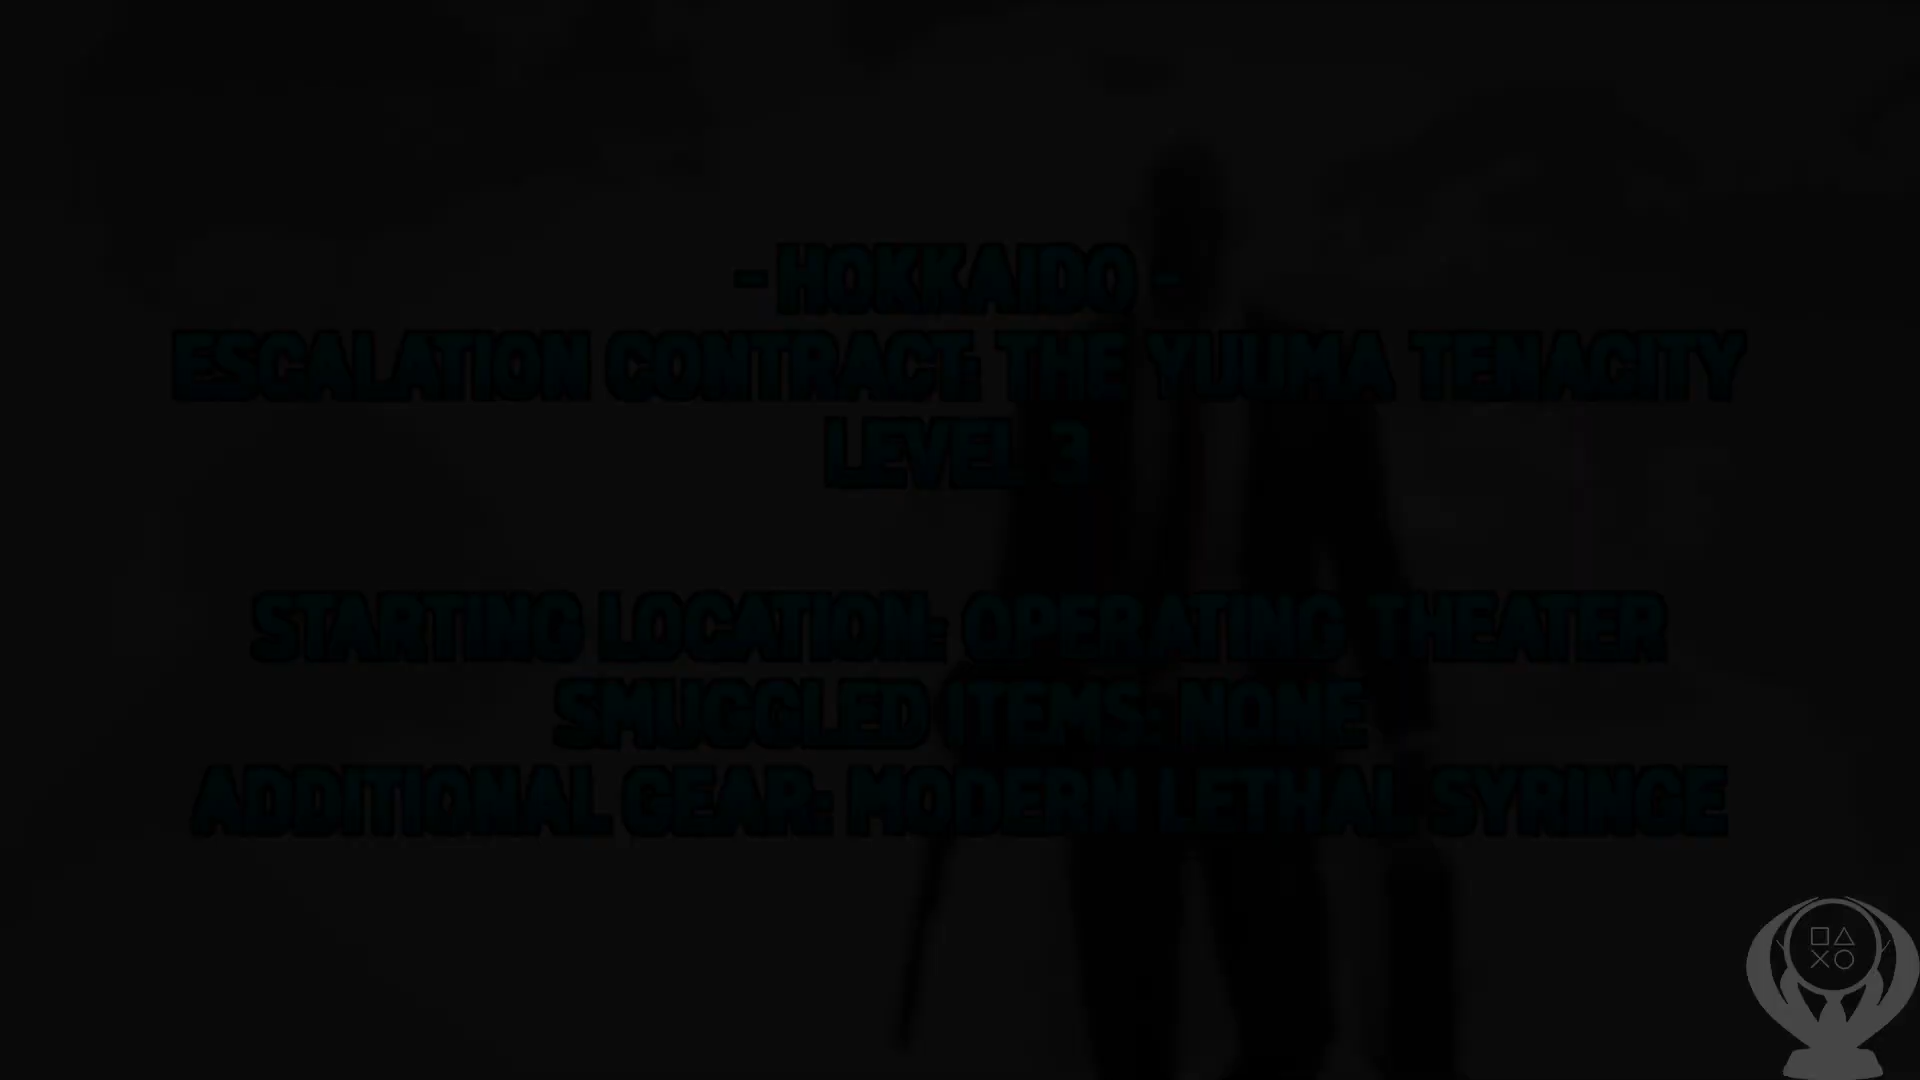 - HOKKAIDO -
ESCALATION CONTRACT: THE YUUMA TENACITY
LEVEL 3
STARTING LOCATION: OPERATING THEATER
SMUGGLED ITEMS: NONE
ADDITIONAL GEAR: MODERN LETHAL SYRINGE